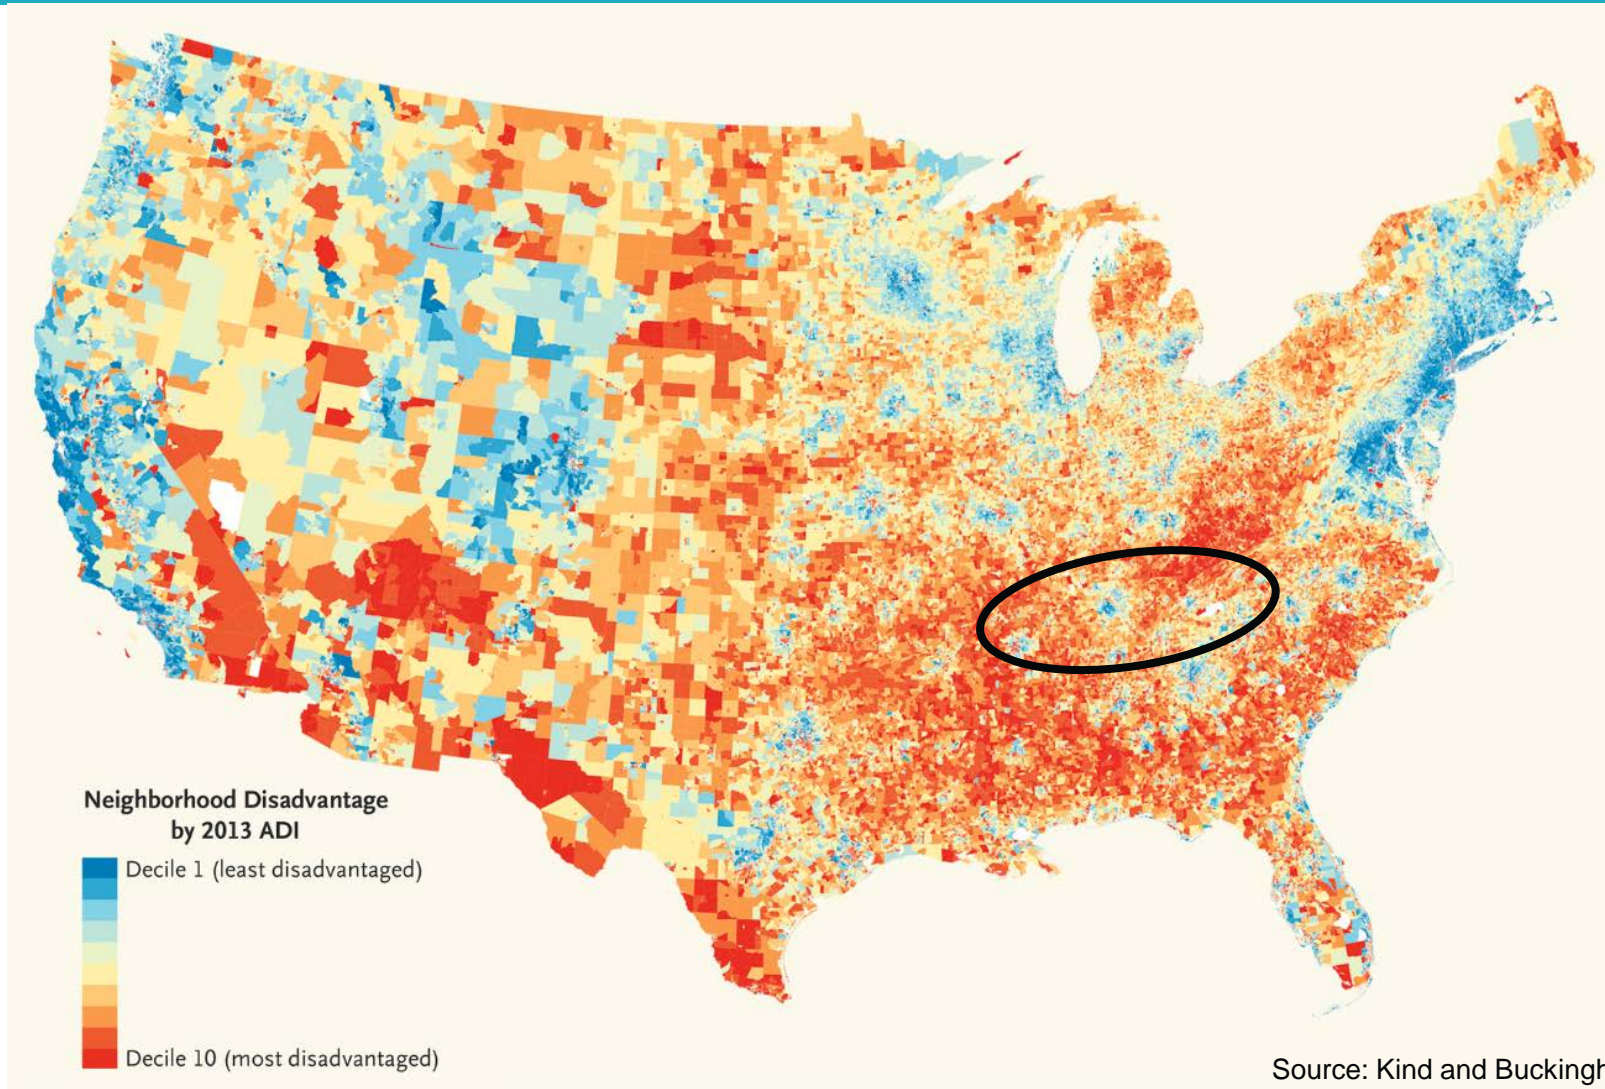 Neighborhood Disadvantage
by 2013 ADI
Decile 1 (least disadvantaged)
Decile 10 (most disadvantaged)
Source: Kind and Buckingh